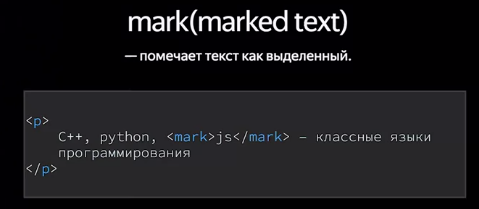 mark(marked text)
— помечает текст как выделенный.
<p>
C++, python, <mark>js</mark> – классные языки
программирования
</p>